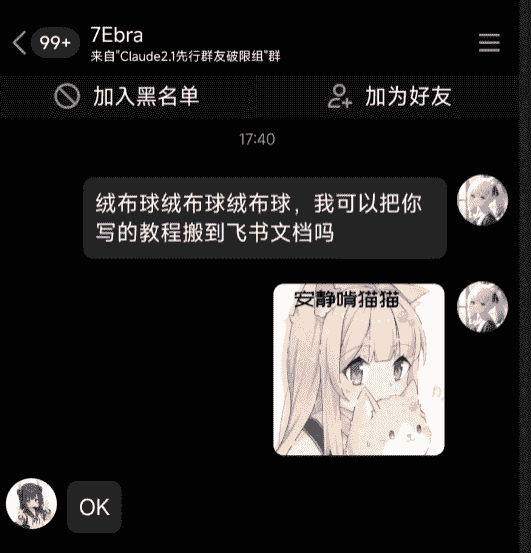 99+
7Ebra
来自"Claude2.1先行群友破限组"群
加入黑名单
加为好友
17:40
绒布球绒布球绒布球，我可以把你
写的教程搬到飞书文档吗
安静啃猫猫
OK